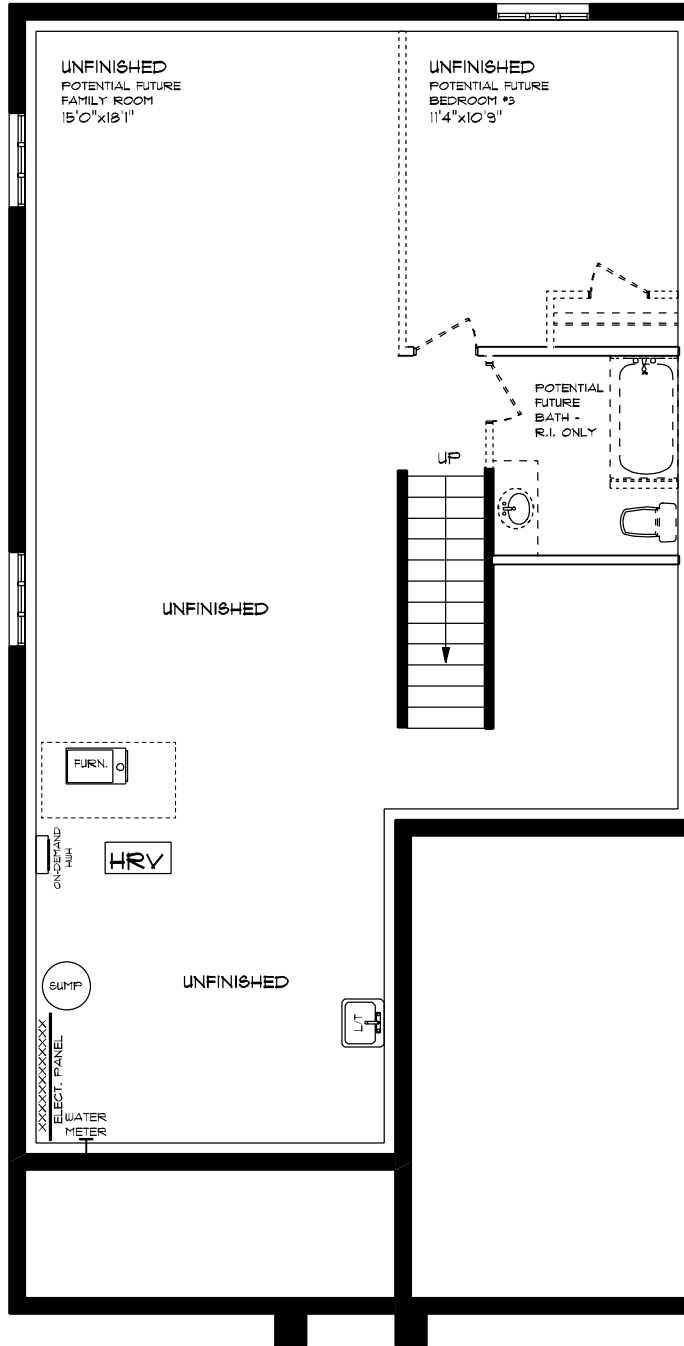 UNFINISHED
POTENTIAL FUTURE
FAMILY ROOM
15'0"x18'1"
UNFINISHED
POTENTIAL FUTURE
BEDROOM #3
11'4"x10'9"
POTENTIAL
FUTURE
BATH -
R.I. ONLY
UP
UNFINISHED
FURN.
ON-DEMAND
HWH
HRV
SUMP
UNFINISHED
L/T
XXXXXXXXXXXXX
ELECT. PANEL
WATER
METER